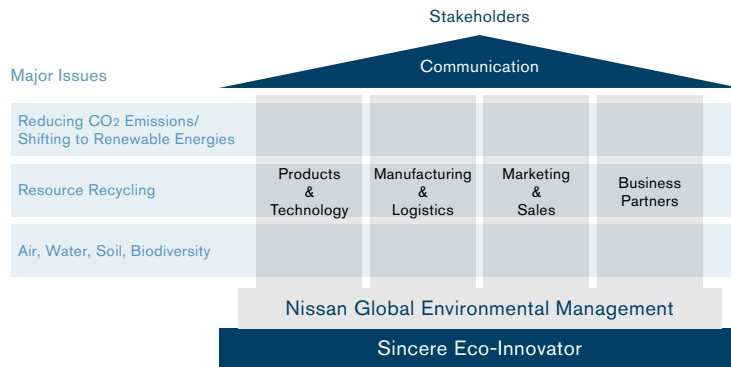 Stakeholders
Communication
Major Issues
Reducing CO2 Emissions/
Shifting to Renewable Energies
Resource Recycling
Air, Water, Soil, Biodiversity
Products
&
Technology
Manufacturing
&
Logistics
Marketing
&
Sales
Business
Partners
Nissan Global Environmental Management
Sincere Eco-Innovator